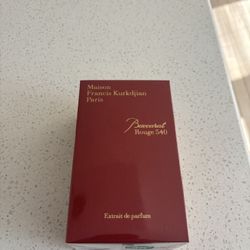 Maison
Francis Kurkdjian
Paris
Baccarat
Rouge 540
Extrait de parfum